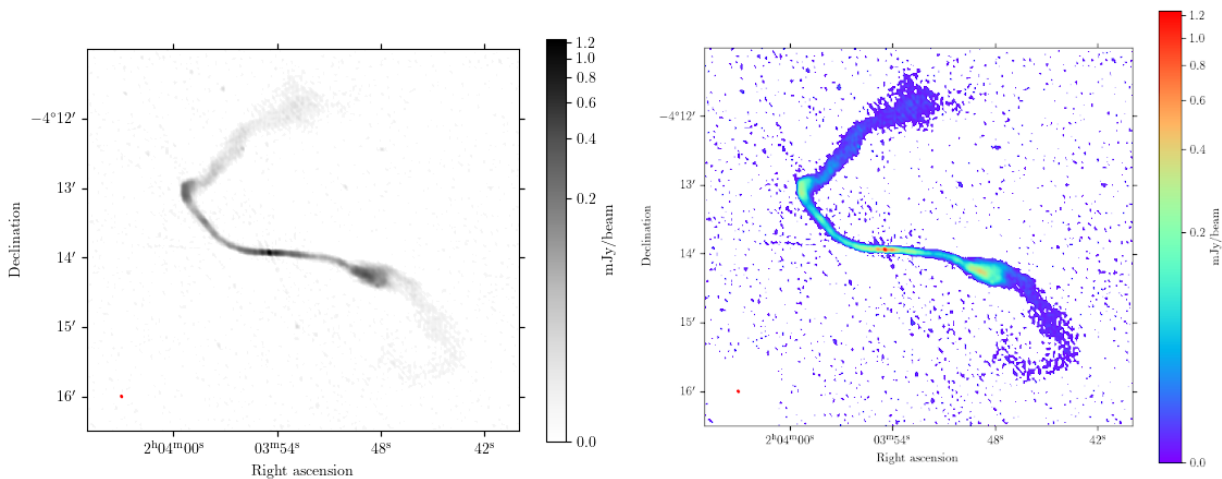 1.2
1.0
0.8
0.6
0.4
0.2
0.0
mJy/beam
−4°12′
13′
14′
15′
16′
Declination
2ʰ04ᵐ00ˢ
03ᵐ54ˢ
48ˢ
42ˢ
Right ascension
1.2
1.0
0.8
0.6
0.4
0.2
0.0
mJy/beam
−4°12′
13′
14′
15′
16′
Declination
2ʰ04ᵐ00ˢ
03ᵐ54ˢ
48ˢ
42ˢ
Right ascension